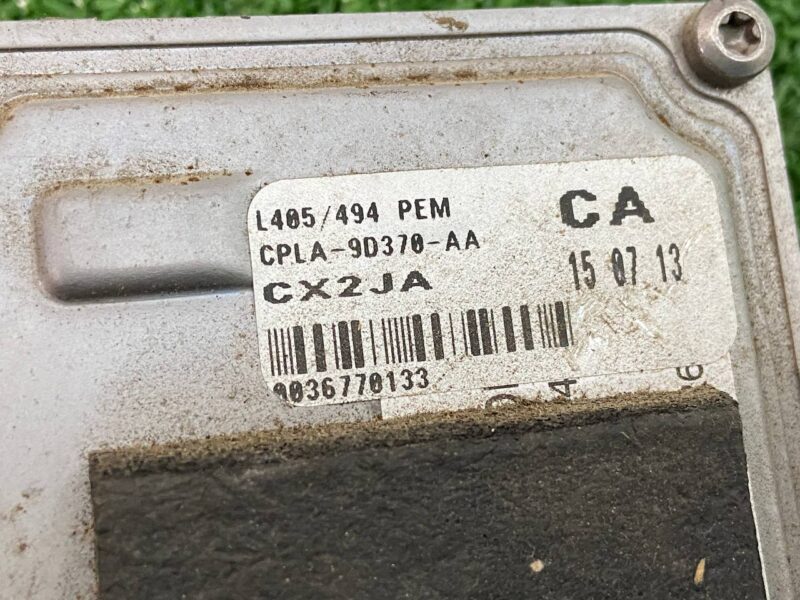 L405/494 PEM
CPLA-9D370-AA
CX2JA
CA
15 07 13
0036770133